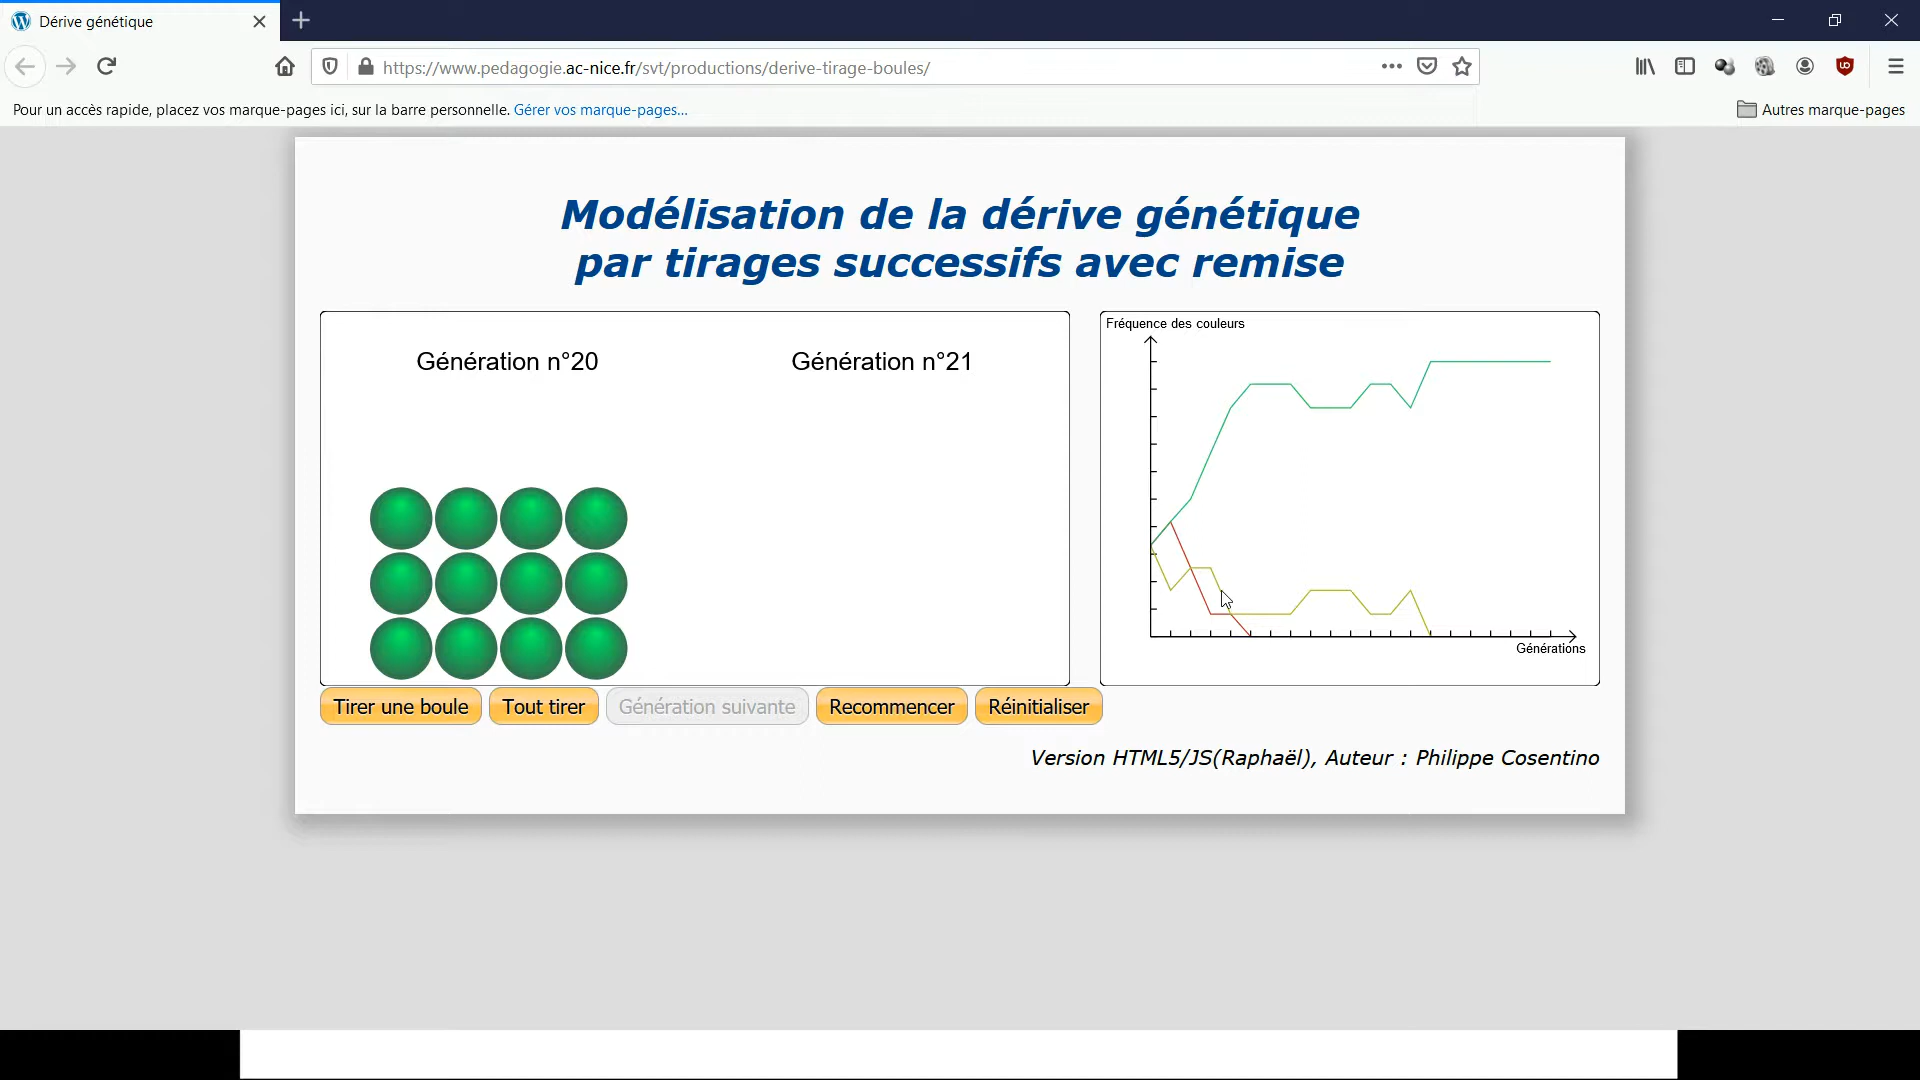 Dérive génétique
https://www.pedagogie.ac-nice.fr/svt/productions/derive-tirage-boules/
Pour un accès rapide, placez vos marque-pages ici, sur la barre personnelle. Gérer vos marque-pages...
Autres marque-pages
Modélisation de la dérive génétique
par tirages successifs avec remise
Génération n°20
Génération n°21
Fréquence des couleurs
Générations
Tirer une boule
Tout tirer
Génération suivante
Recommencer
Réinitialiser
Version HTML5/JS(Raphaël), Auteur : Philippe Cosentino